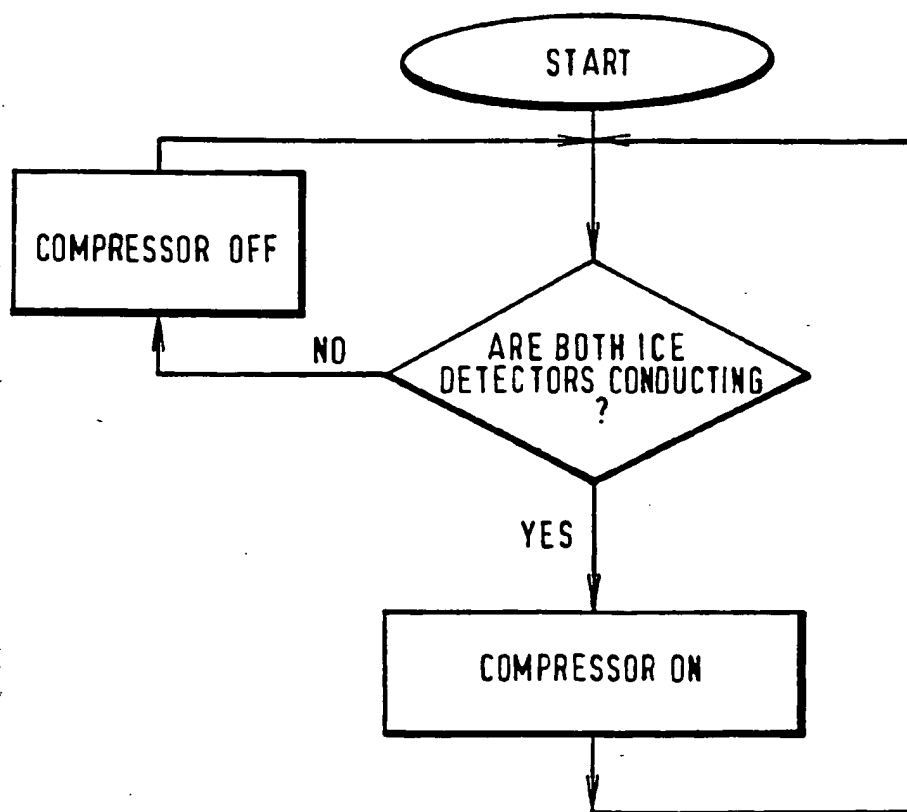 START
COMPRESSOR OFF
NO
ARE BOTH ICE
DETECTORS CONDUCTING
?
YES
COMPRESSOR ON